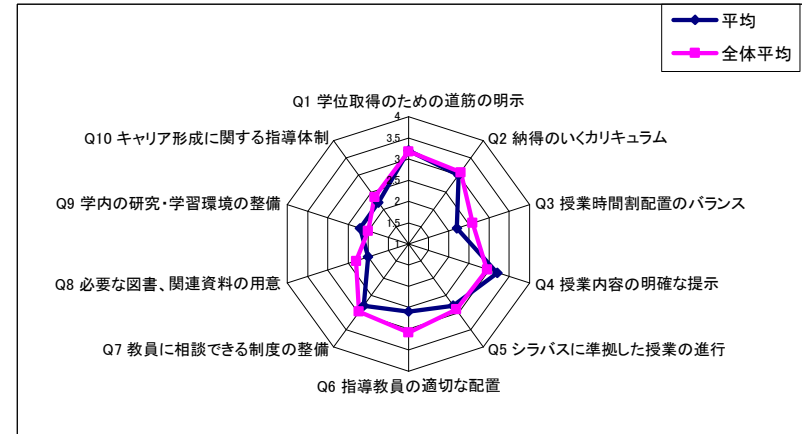 平均
全体平均
Q1 学位取得のための道筋の明示
Q2 納得のいくカリキュラム
Q3 授業時間割配置のバランス
Q4 授業内容の明確な提示
Q5 シラバスに準拠した授業の進行
Q6 指導教員の適切な配置
Q7 教員に相談できる制度の整備
Q8 必要な図書、関連資料の用意
Q9 学内の研究・学習環境の整備
Q10 キャリア形成に関する指導体制
4
3.5
3
2.5
2
1.5
1